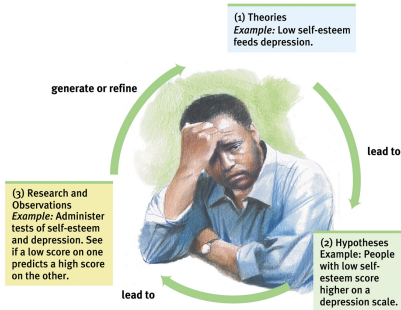 (1) Theories
Example: Low self-esteem
feeds depression.
generate or refine
lead to
(3) Research and
Observations
Example: Administer
tests of self-esteem
and depression. See
if a low score on one
predicts a high score
on the other.
(2) Hypotheses
Example: People
with low self-
esteem score
higher on a
depression scale.
lead to